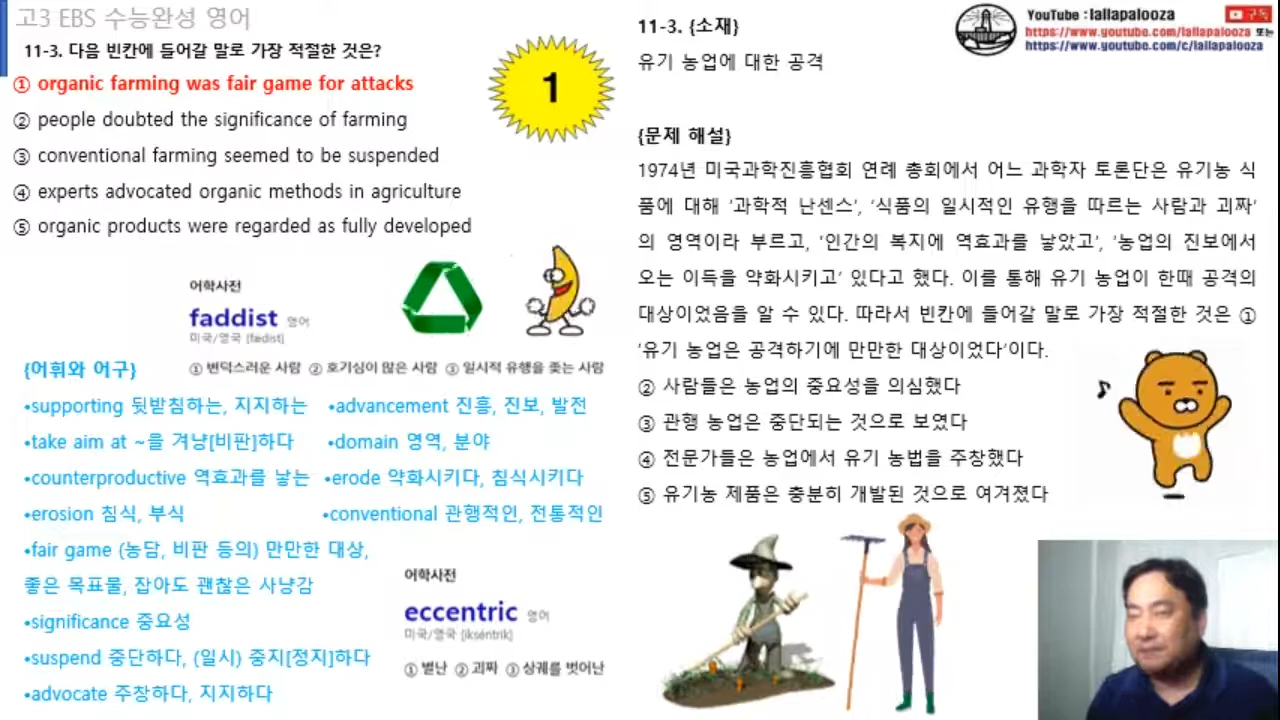 고3 EBS 수능완성 영어
11-3. 다음 빈칸에 들어갈 말로 가장 적절한 것은?
① organic farming was fair game for attacks
② people doubted the significance of farming
③ conventional farming seemed to be suspended
④ experts advocated organic methods in agriculture
⑤ organic products were regarded as fully developed
1
어학사전
faddist 영어
미국/영국 [fædist]
① 변덕스러운 사람 ② 호기심이 많은 사람 ③ 일시적 유행을 좇는 사람
{어휘와 어구}
•supporting 뒷받침하는, 지지하는 •advancement 진흥, 진보, 발전
•take aim at ~을 겨냥[비판]하다 •domain 영역, 분야
•counterproductive 역효과를 낳는 •erode 약화시키다, 침식시키다
•erosion 침식, 부식 •conventional 관행적인, 전통적인
•fair game (농담, 비판 등의) 만만한 대상,
좋은 목표물, 잡아도 괜찮은 사냥감
•significance 중요성
•suspend 중단하다, (일시) 중지[정지]하다
•advocate 주창하다, 지지하다
어학사전
eccentric 영어
미국/영국 [ikséntrik]
① 별난 ② 괴짜 ③ 상궤를 벗어난
11-3. {소재}
유기 농업에 대한 공격
YouTube : lallapalooza
구독
https://www.youtube.com/lallapalooza 또는
https://www.youtube.com/c/lallapalooza
{문제 해설}
1974년 미국과학진흥협회 연례 총회에서 어느 과학자 토론단은 유기농 식
품에 대해 '과학적 난센스', '식품의 일시적인 유행을 따르는 사람과 괴짜'
의 영역이라 부르고, '인간의 복지에 역효과를 낳았고', '농업의 진보에서
오는 이득을 약화시키고' 있다고 했다. 이를 통해 유기 농업이 한때 공격의
대상이었음을 알 수 있다. 따라서 빈칸에 들어갈 말로 가장 적절한 것은 ①
'유기 농업은 공격하기에 만만한 대상이었다'이다.
② 사람들은 농업의 중요성을 의심했다
③ 관행 농업은 중단되는 것으로 보였다
④ 전문가들은 농업에서 유기 농법을 주창했다
⑤ 유기농 제품은 충분히 개발된 것으로 여겨졌다